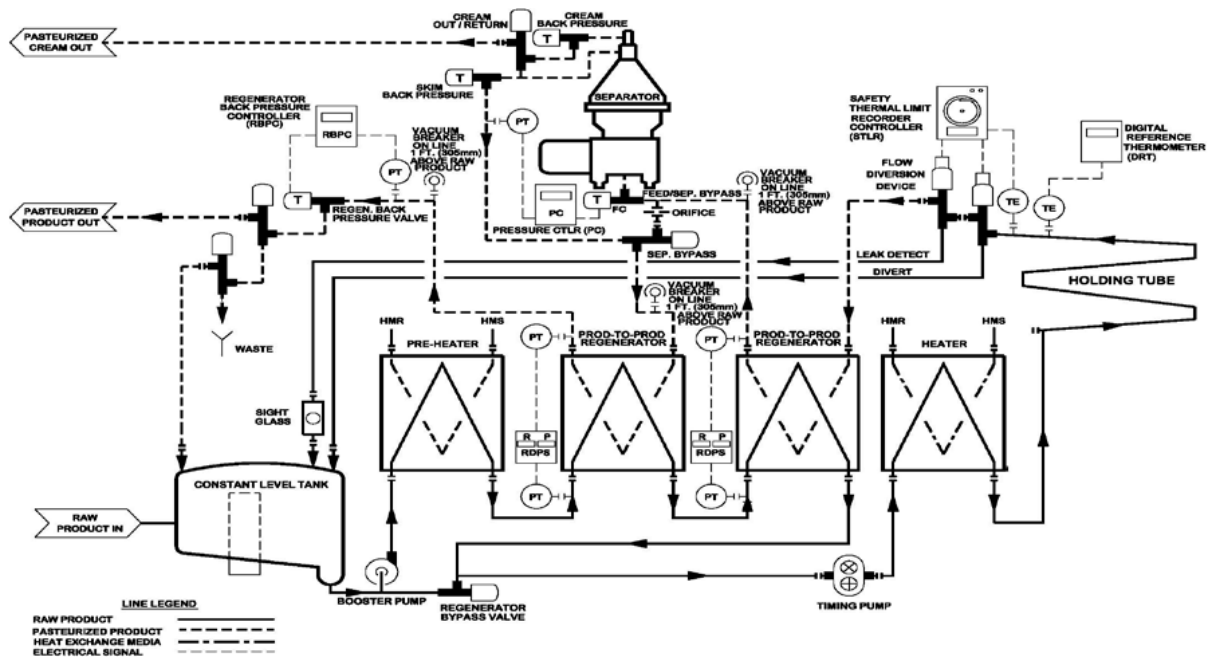 PASTEURIZED
CREAM OUT
CREAM
OUT / RETURN
CREAM
BACK PRESSURE
T
T
SKIM
BACK PRESSURE
SEPARATOR
REGENERATOR
BACK PRESSURE
CONTROLLER
(RBPC)
RBPC
PT
VACUUM
BREAKER
ON LINE
1 FT. (305mm)
ABOVE RAW
PRODUCT
PT
VACUUM
BREAKER
ON LINE
1 FT. (305mm)
ABOVE RAW
PRODUCT
SAFETY
THERMAL LIMIT
RECORDER
CONTROLLER
(STLR)
DIGITAL
REFERENCE
THERMOMETER
(DRT)
FLOW
DIVERSION
DEVICE
TE
TE
T
REGEN. BACK
PRESSURE VALVE
PC
T
FC
FEED/SEP. BYPASS
ORIFICE
PRESSURE CTLR (PC)
SEP. BYPASS
PASTEURIZED
PRODUCT OUT
LEAK DETECT
DIVERT
HOLDING TUBE
VACUUM
BREAKER
ON LINE
1 FT. (305mm)
ABOVE RAW
PRODUCT
WASTE
HMR
HMS
PRE-HEATER
PT
PROD-TO-PROD
REGENERATOR
PT
PROD-TO-PROD
REGENERATOR
HMR
HMS
HEATER
SIGHT
GLASS
R P
RDPS
R P
RDPS
PT
PT
CONSTANT LEVEL TANK
RAW
PRODUCT IN
BOOSTER PUMP
REGENERATOR
BYPASS VALVE
TIMING PUMP
LINE LEGEND
RAW PRODUCT
PASTEURIZED PRODUCT
HEAT EXCHANGE MEDIA
ELECTRICAL SIGNAL